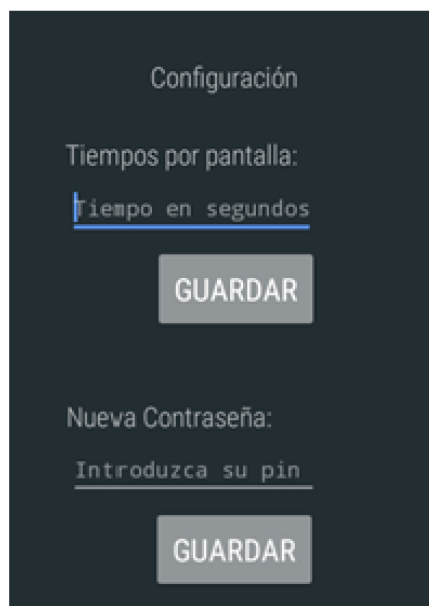 Configuración
Tiempos por pantalla:
Tiempo en segundos
GUARDAR
Nueva Contraseña:
Introduzca su pin
GUARDAR